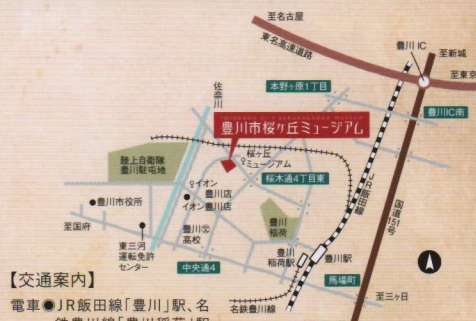 至名古屋
東名高速道路
豊川IC
至新城
至東京
佐奈川
本野ヶ原1丁目
豊川IC南
豊川市桜ヶ丘ミュージアム
陸上自衛隊
豊川駐屯地
桜ヶ丘
ミュージアム
桜木通4丁目東
イオン
豊川店
イオン豊川店
豊川市役所
JR飯田線
国道151号
至国府
豊川
高校
豊川
稲荷
東三河
運転免許
センター
中央通4
豊川
稲荷駅
豊川駅
馬場町
至三ヶ日
名鉄豊川線
【交通案内】
電車●JR飯田線「豊川」駅、名
鉄豊川線「豊川稲荷」駅